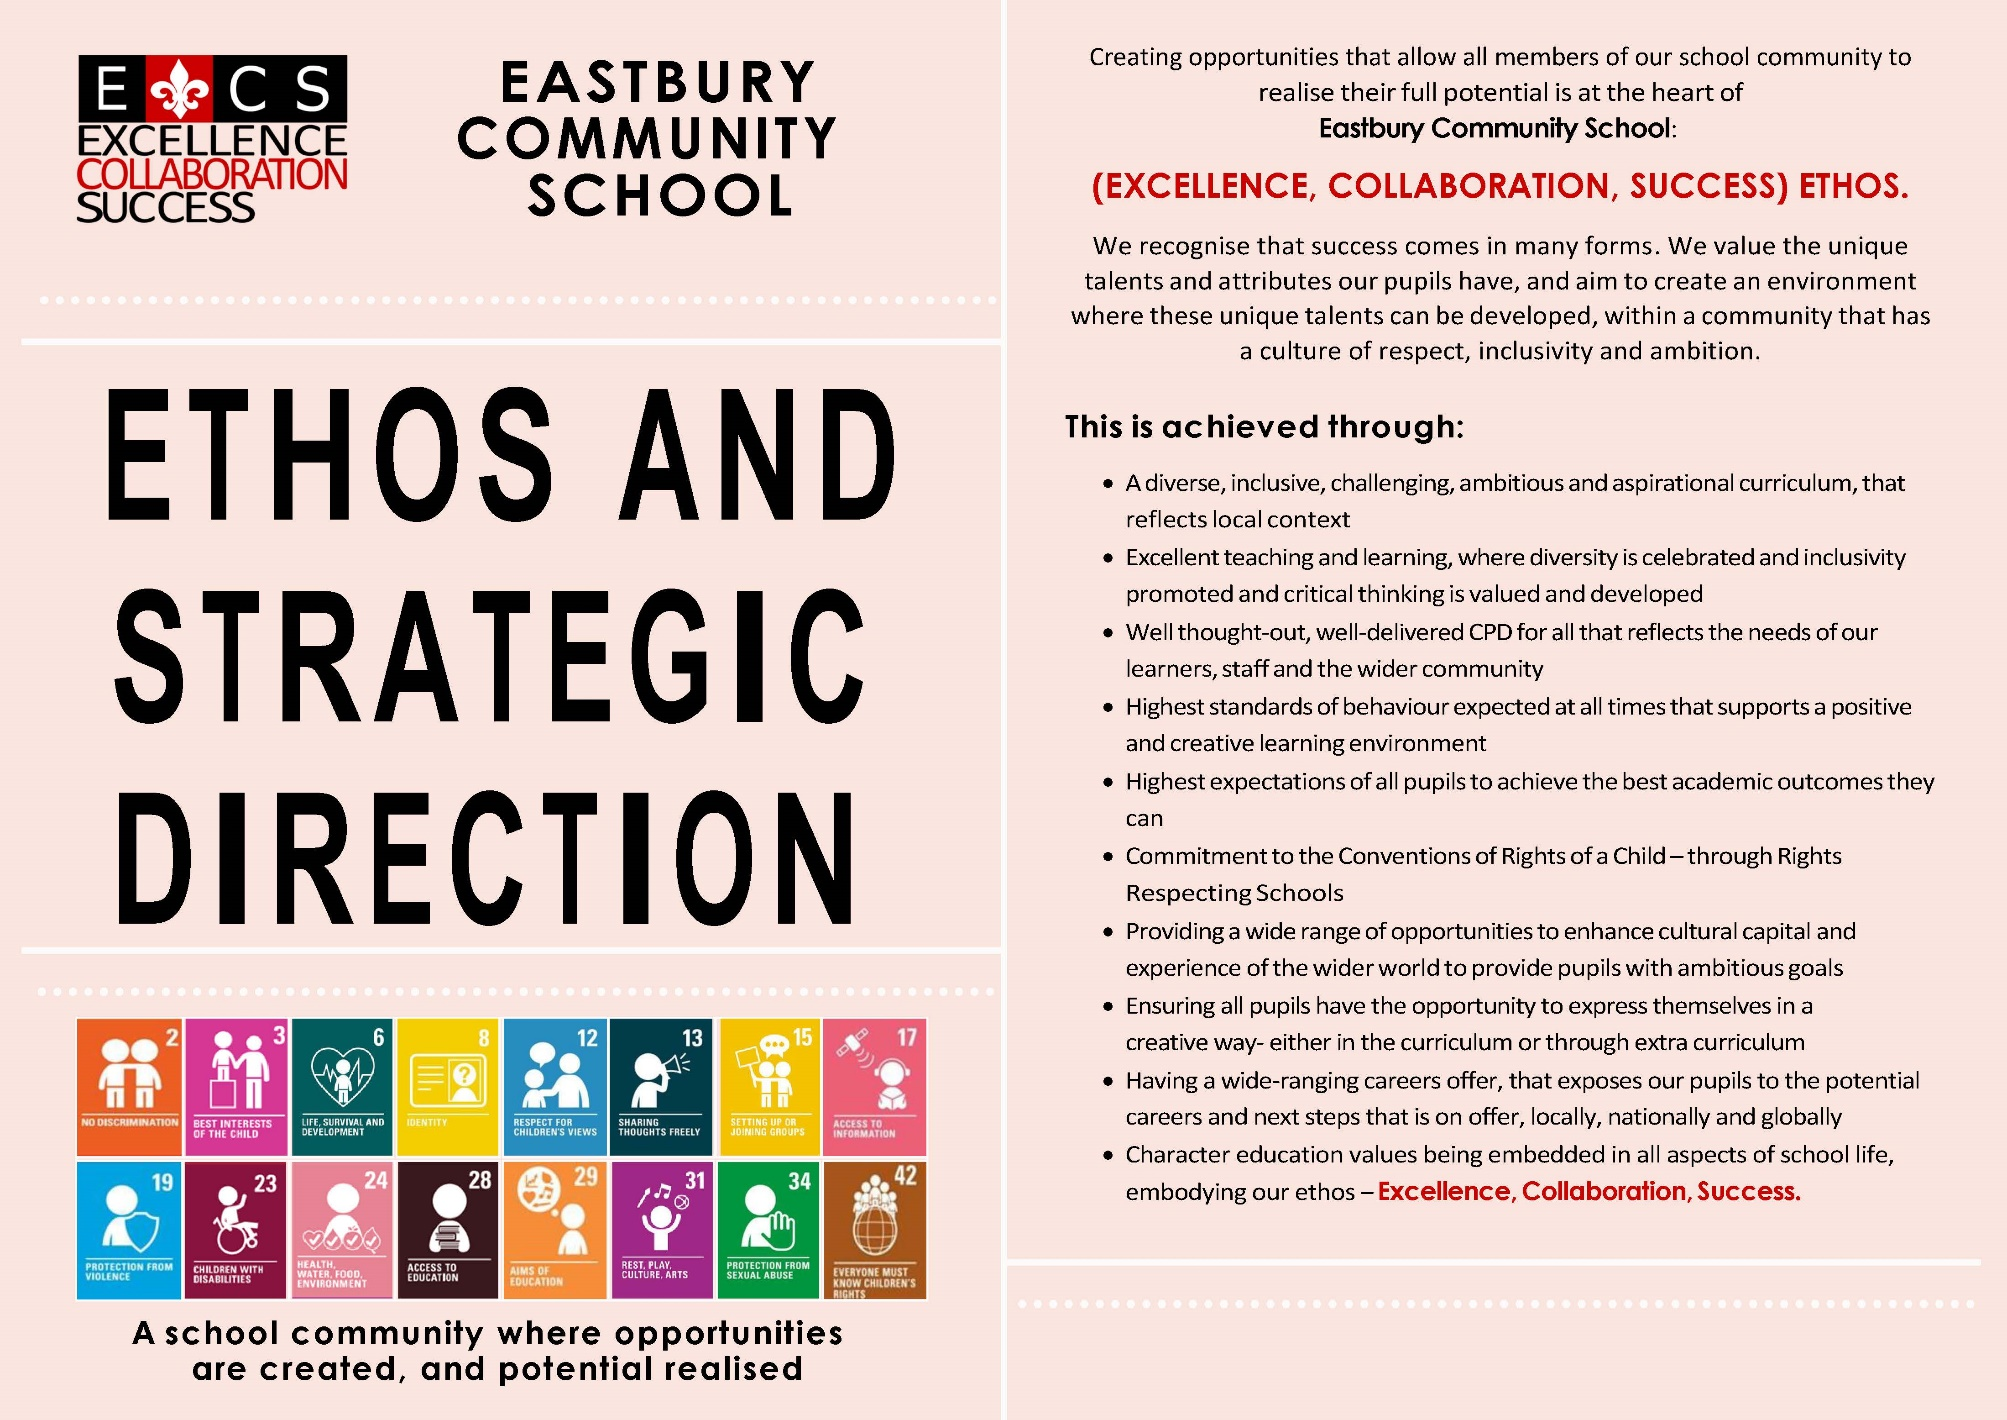 E C S
EXCELLENCE
COLLABORATION
SUCCESS
EASTBURY
COMMUNITY
SCHOOL
ETHOS AND
STRATEGIC
DIRECTION
2
NO DISCRIMINATION
3
BEST INTERESTS
OF THE CHILD
6
LIFE, SURVIVAL AND
DEVELOPMENT
8
IDENTITY
12
RESPECT FOR
CHILDREN'S VIEWS
13
SHARING
THOUGHTS FREELY
15
SETTING UP OR
JOINING GROUPS
17
ACCESS TO
INFORMATION
19
PROTECTION FROM
VIOLENCE
23
CHILDREN WITH
DISABILITIES
24
HEALTH,
WATER, FOOD,
ENVIRONMENT
28
ACCESS TO
EDUCATION
29
AIMS OF
EDUCATION
31
REST, PLAY,
CULTURE, ARTS
34
PROTECTION FROM
SEXUAL ABUSE
42
EVERYONE MUST
KNOW CHILDREN'S
RIGHTS
A school community where opportunities
are created, and potential realised
Creating opportunities that allow all members of our school community to
realise their full potential is at the heart of
Eastbury Community School:
(EXCELLENCE, COLLABORATION, SUCCESS) ETHOS.
We recognise that success comes in many forms. We value the unique
talents and attributes our pupils have, and aim to create an environment
where these unique talents can be developed, within a community that has
a culture of respect, inclusivity and ambition.
This is achieved through:
• A diverse, inclusive, challenging, ambitious and aspirational curriculum, that
reflects local context
• Excellent teaching and learning, where diversity is celebrated and inclusivity
promoted and critical thinking is valued and developed
• Well thought-out, well-delivered CPD for all that reflects the needs of our
learners, staff and the wider community
• Highest standards of behaviour expected at all times that supports a positive
and creative learning environment
• Highest expectations of all pupils to achieve the best academic outcomes they
can
• Commitment to the Conventions of Rights of a Child – through Rights
Respecting Schools
• Providing a wide range of opportunities to enhance cultural capital and
experience of the wider world to provide pupils with ambitious goals
• Ensuring all pupils have the opportunity to express themselves in a
creative way- either in the curriculum or through extra curriculum
• Having a wide-ranging careers offer, that exposes our pupils to the potential
careers and next steps that is on offer, locally, nationally and globally
• Character education values being embedded in all aspects of school life,
embodying our ethos – Excellence, Collaboration, Success.